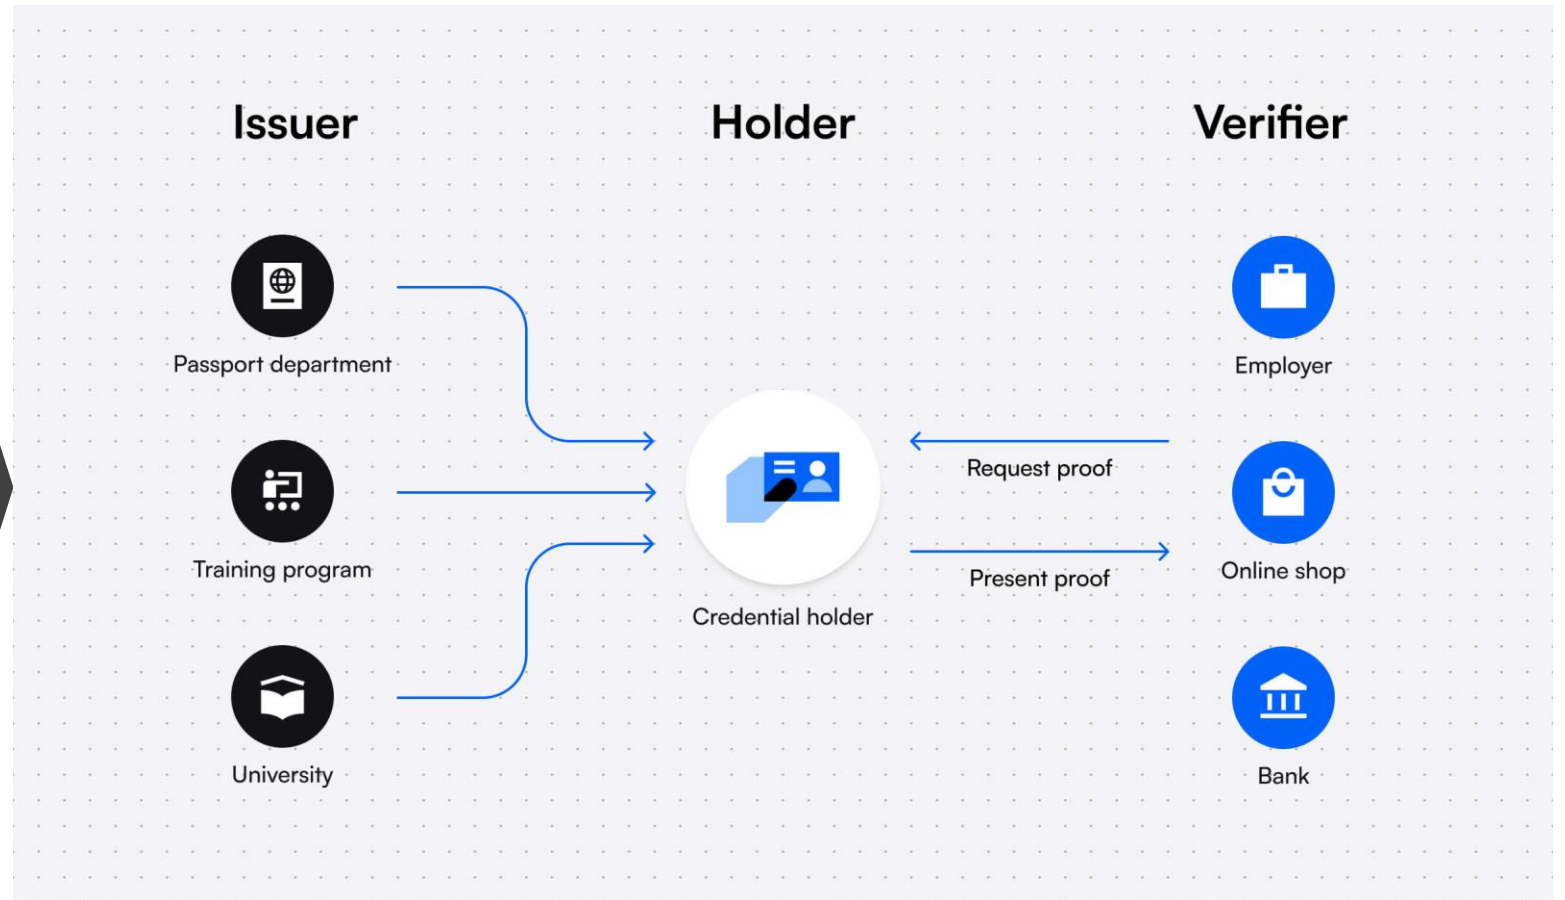 Issuer
Holder
Verifier
Passport department
Employer
Request proof
Training program
Present proof
Online shop
Credential holder
University
Bank